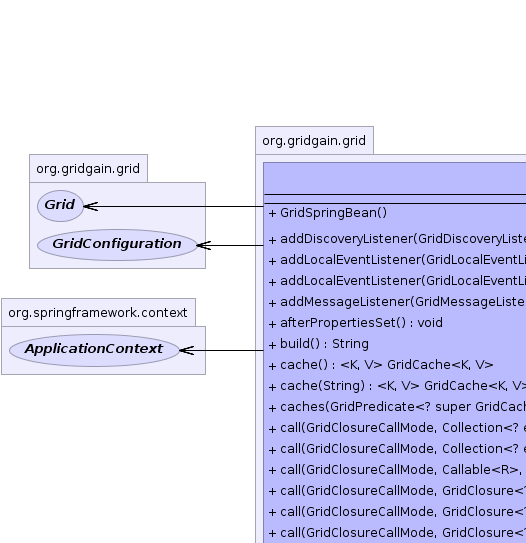 org.gridgain.grid
org.gridgain.grid
Grid
GridConfiguration
org.springframework.context
ApplicationContext
+ GridSpringBean()
+ addDiscoveryListener(GridDiscoveryListe
+ addLocalEventListener(GridLocalEventLi
+ addLocalEventListener(GridLocalEventLi
+ addMessageListener(GridMessageListe
+ afterPropertiesSet() : void
+ build() : String
+ cache() : <K, V> GridCache<K, V>
+ cache(String) : <K, V> GridCache<K, V>
+ caches(GridPredicate<? super GridCach
+ call(GridClosureCallMode, Collection<? e
+ call(GridClosureCallMode, Collection<? e
+ call(GridClosureCallMode, Callable<R>,
+ call(GridClosureCallMode, GridClosure<?
+ call(GridClosureCallMode, GridClosure<?
+ call(GridClosureCallMode, GridClosure<?